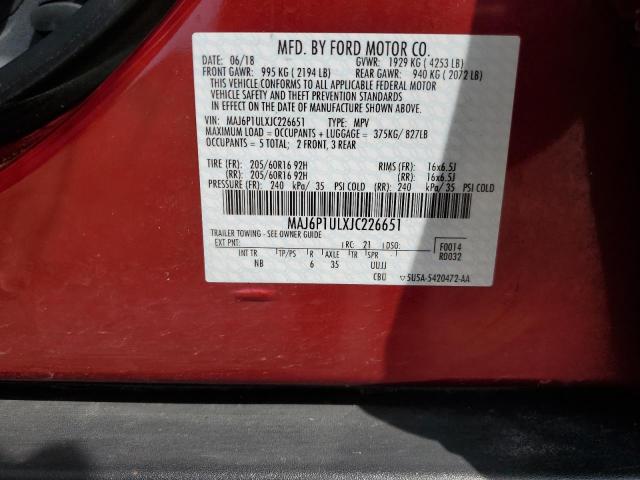 MFD. BY FORD MOTOR CO.
DATE: 06/18 GVWR: 1929 KG ( 4253 LB)
FRONT GAWR: 995 KG ( 2194 LB) REAR GAWR: 940 KG ( 2072 LB)
THIS VEHICLE CONFORMS TO ALL APPLICABLE FEDERAL MOTOR
VEHICLE SAFETY AND THEFT PREVENTION STANDARDS
IN EFFECT ON THE DATE OF MANUFACTURE SHOWN ABOVE.
VIN: MAJ6P1ULXJC226651 TYPE: MPV
MAXIMUM LOAD = OCCUPANTS + LUGGAGE = 375KG/ 827LB
OCCUPANTS = 5 TOTAL; 2 FRONT, 3 REAR
TIRE (FR): 205/60R16 92H RIMS (FR): 16x6.5J
(RR): 205/60R16 92H (RR): 16x6.5J
PRESSURE (FR): 240 kPa/ 35 PSI COLD (RR): 240 kPa/ 35 PSI COLD
MAJ6P1ULXJC226651
TRAILER TOWING - SEE OWNER GUIDE
EXT PNT: RC: 21 DSO: F0014
INT TR TP/PS R AXLE TR SPR R0032
NB 6 35 UUJJ
CBU 5U5A-5420472-AA